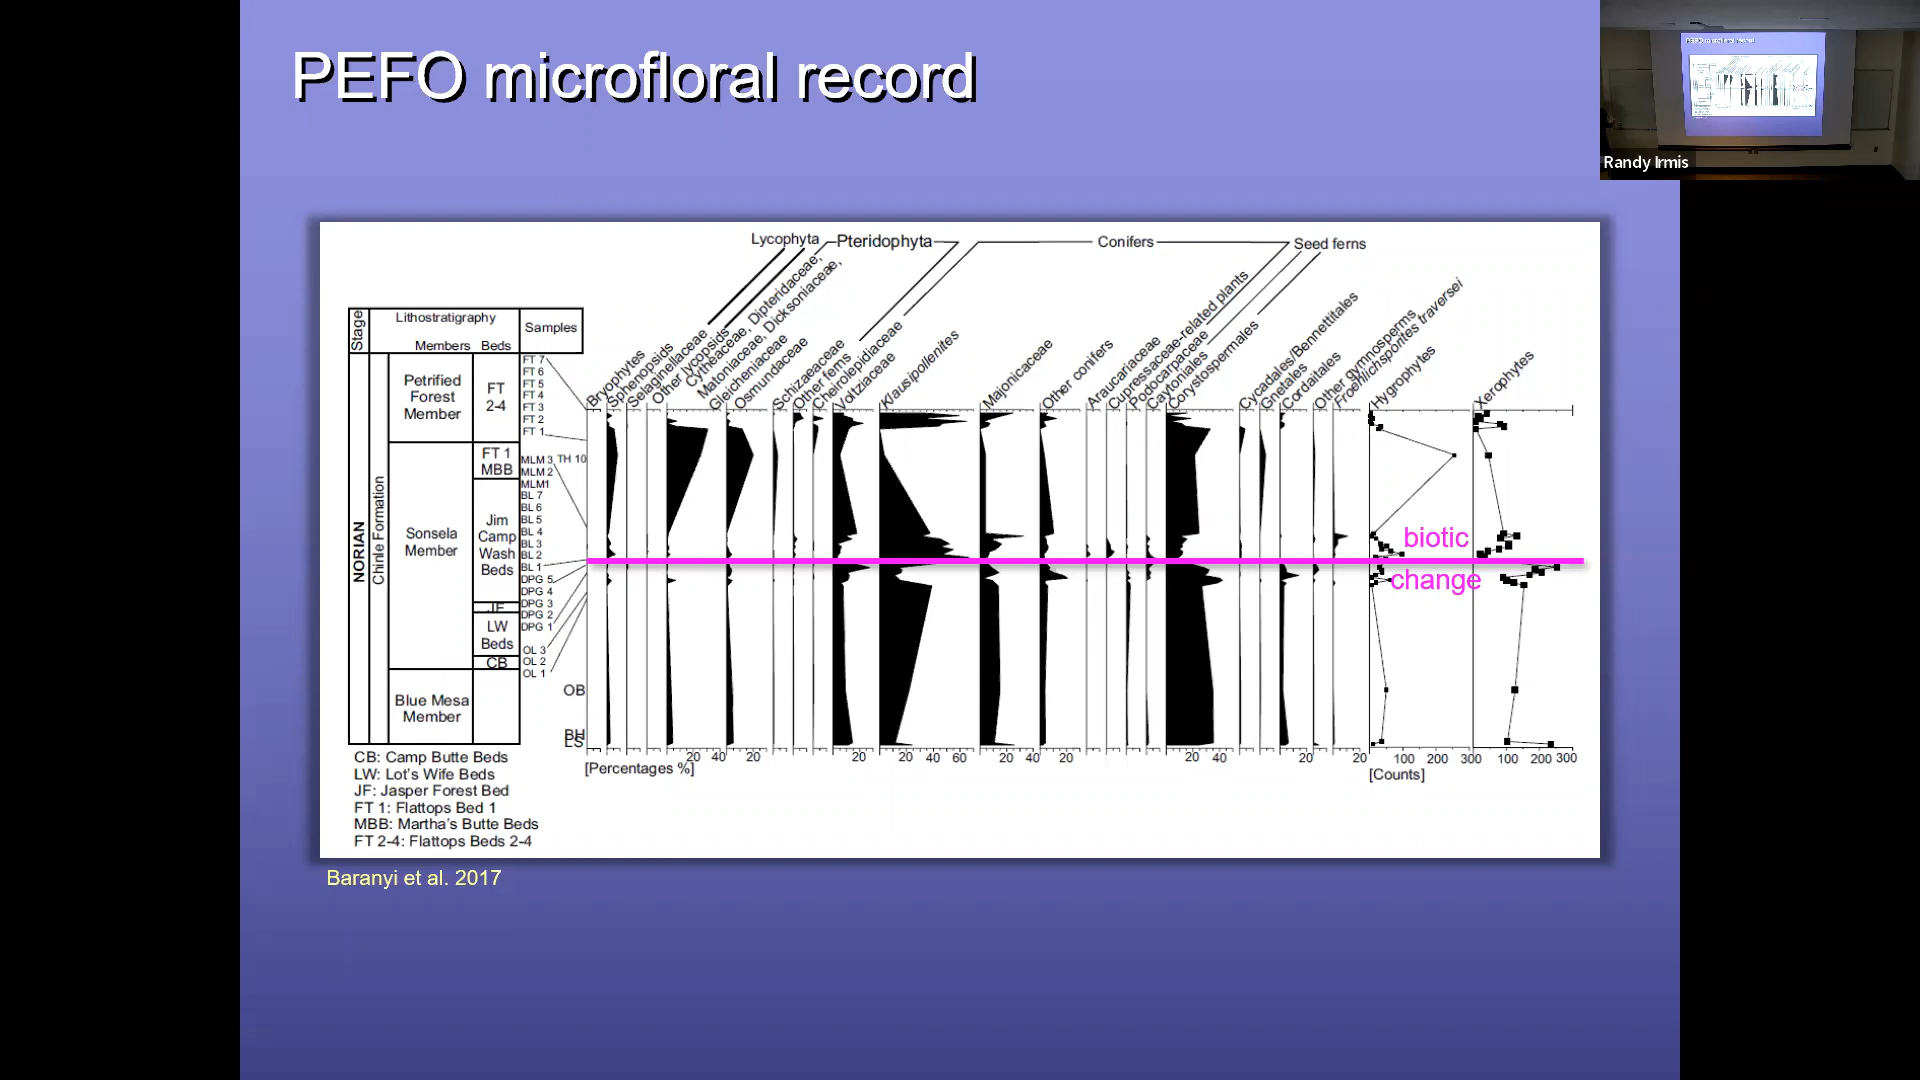 PEFO microfloral record
Randy Irmis
Lycophyta
Pteridophyta
Conifers
Seed ferns
Stage
Lithostratigraphy
Members
Beds
Samples
Bryophytes
Sphenopsids
Selaginellaceae
Other lycopsids
Cytheaceae, Dipteridaceae,
Matoniaceae, Dicksoniaceae,
Gleicheniaceae
Osmundaceae
Schizaeaceae
Other ferns
Cheirolepidiaceae
Voltziaceae
Klausipollenites
Majonicaceae
Other conifers
Araucariaceae
Cupressaceae-related plants
Podocarpaceae
Caytoniales
Corystospermales
Cycadales/Bennettitales
Gnetales
Cordaitales
Other gymnosperms
Froelichsporites traversei
Hygrophytes
Xerophytes
NORIAN
Chinle Formation
Petrified
Forest
Member
FT
2-4
Sonsela
Member
FT 1
MBB
Jim
Camp
Wash
Beds
JF
LW
Beds
CB
Blue Mesa
Member
FT 7
FT 6
FT 5
FT 4
FT 3
FT 2
FT 1
MLM 3 TH 10
MLM 2
MLM1
BL 7
BL 6
BL 5
BL 4
BL 3
BL 2
BL 1
DPG 5
DPG 4
DPG 3
DPG 2
DPG 1
OL 3
OL 2
OL 1
OB
BH
LS
biotic
change
20 40 20 20 20 40 60 20 40 20 20 40 20 20 100 200 300 100 200 300
[Percentages %]
[Counts]
CB: Camp Butte Beds
LW: Lot's Wife Beds
JF: Jasper Forest Bed
FT 1: Flattops Bed 1
MBB: Martha's Butte Beds
FT 2-4: Flattops Beds 2-4
Baranyi et al. 2017